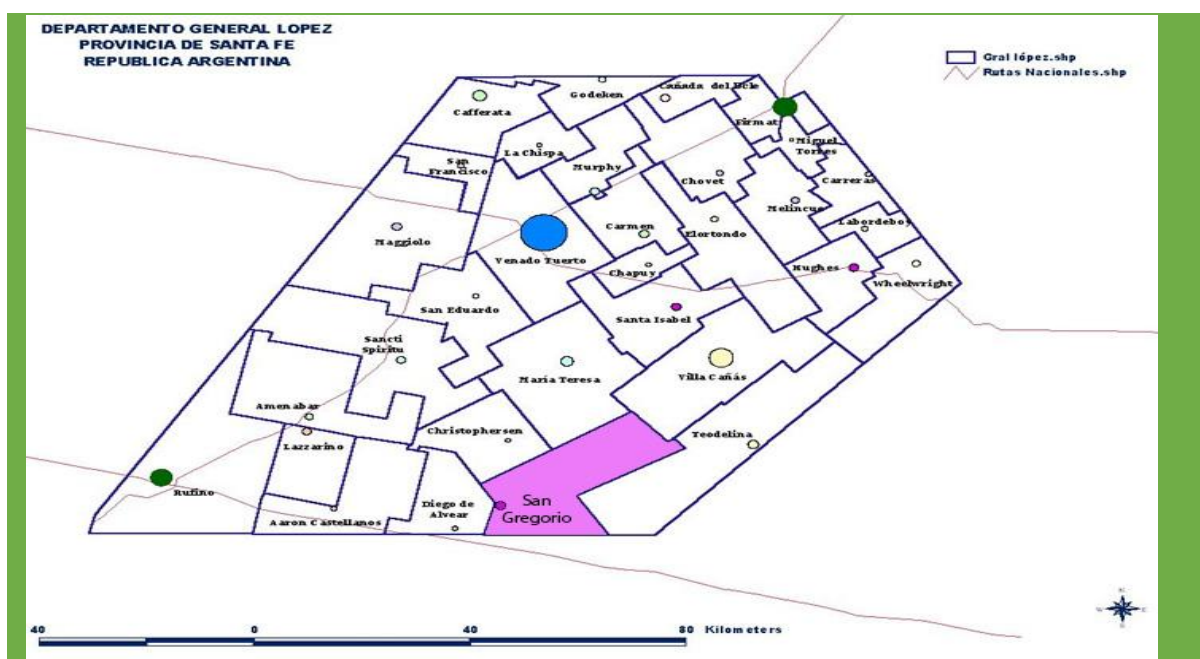 DEPARTAMENTO GENERAL LOPEZ
PROVINCIA DE SANTA FE
REPUBLICA ARGENTINA
Gral lópez.shp
Rutas Nacionales.shp
Cafferata
Godeken
Cañada del Ucle
Firmat
Miguel
Torres
La Chispa
San
Francisco
Murphy
Chovet
Carreras
Melincue
Labordeboy
Maggiolo
Venado Tuerto
Carmen
Elortondo
Chapuy
Hughes
Wheelwright
San Eduardo
Santa Isabel
Sancti
Spiritu
María Teresa
Villa Cañás
Amenabar
Christophersen
Teodelina
Lazzarino
Rufino
Diego de
Alvear
San
Gregorio
Aaron Castellanos
N
W E
S
40 0 40 80 Kilometers